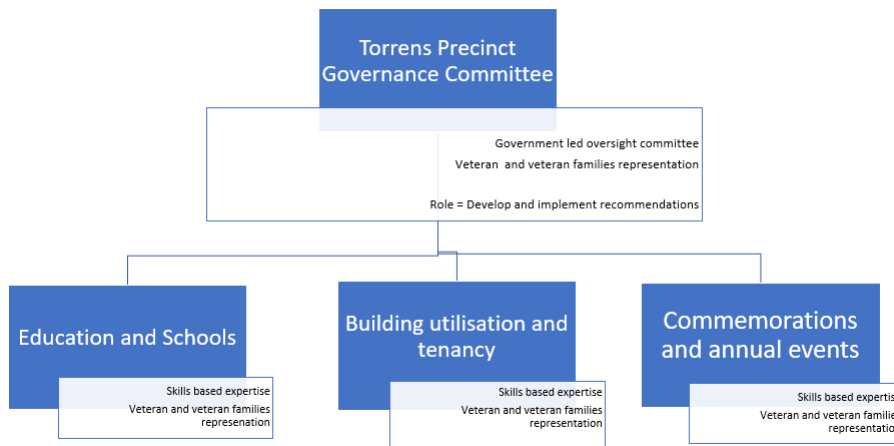 Torrens Precinct
Governance Committee
Government led oversight committee
Veteran and veteran families representation
Role = Develop and implement recommendations
Education and Schools
Skills based expertise
Veteran and veteran families
represenation
Building utilisation and
tenancy
Skills based expertise
Veteran and veteran families
representation
Commemorations
and annual events
Skills based expertise
Veteran and veteran families
representation